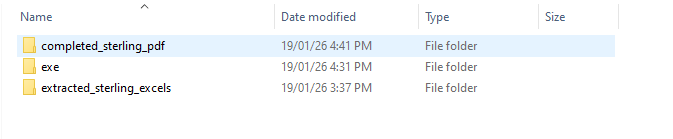 Name Date modified Type Size
completed_sterling_pdf 19/01/26 4:41 PM File folder
exe 19/01/26 4:31 PM File folder
extracted_sterling_excels 19/01/26 3:37 PM File folder